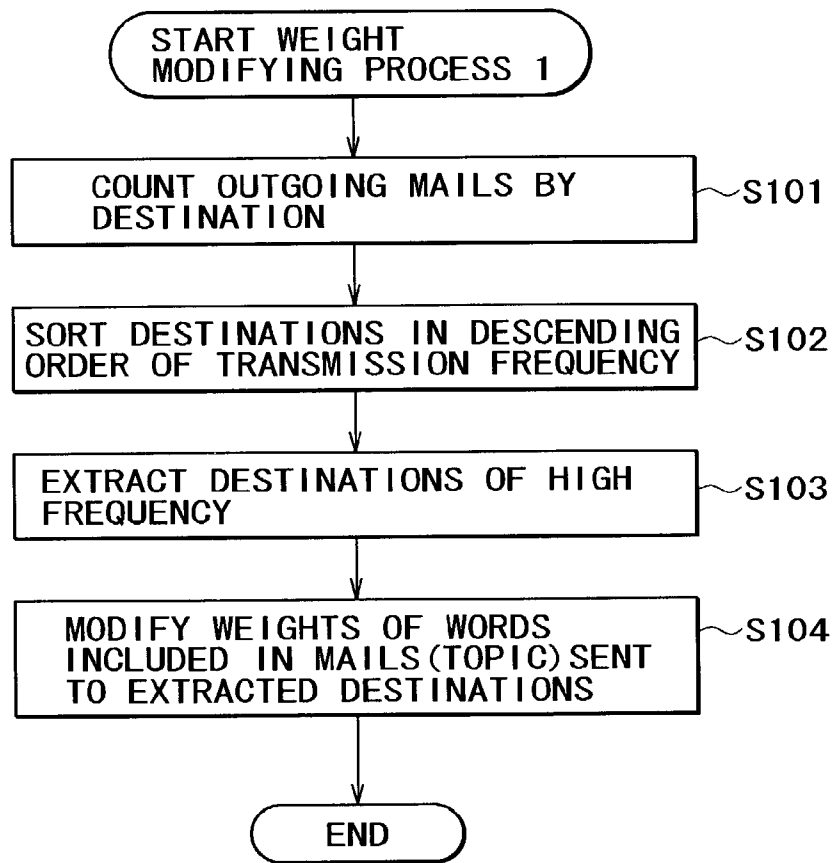 START WEIGHT
MODIFYING PROCESS 1
COUNT OUTGOING MAILS BY
DESTINATION
S101
SORT DESTINATIONS IN DESCENDING
ORDER OF TRANSMISSION FREQUENCY
S102
EXTRACT DESTINATIONS OF HIGH
FREQUENCY
S103
MODIFY WEIGHTS OF WORDS
INCLUDED IN MAILS(TOPIC)SENT
TO EXTRACTED DESTINATIONS
S104
END